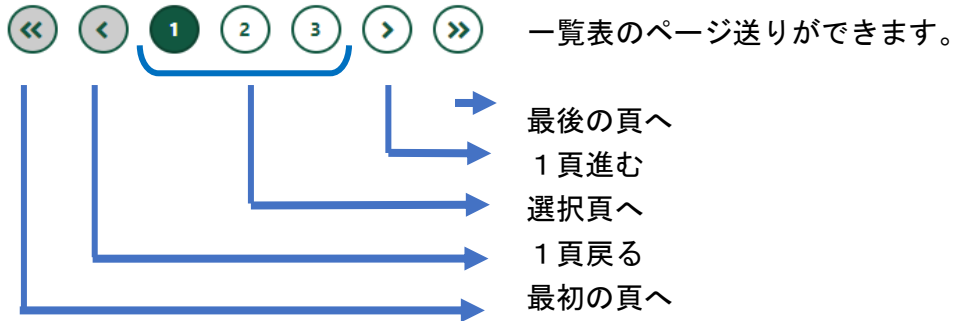 « < 1 2 3 > » 一覧表のページ送りができます。
最後の頁へ
１頁進む
選択頁へ
１頁戻る
最初の頁へ